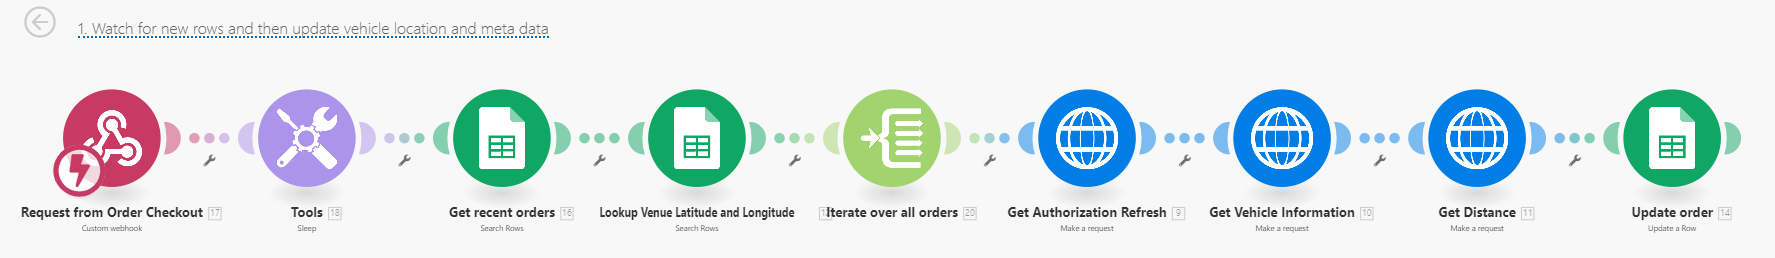 1. Watch for new rows and then update vehicle location and meta data
Request from Order Checkout 17
Custom webhook
Tools 18
Sleep
Get recent orders 16
Search Rows
Lookup Venue Latitude and Longitude
Search Rows
Iterate over all orders 20
Get Authorization Refresh 9
Make a request
Get Vehicle Information 10
Make a request
Get Distance 11
Make a request
Update order 14
Update a Row